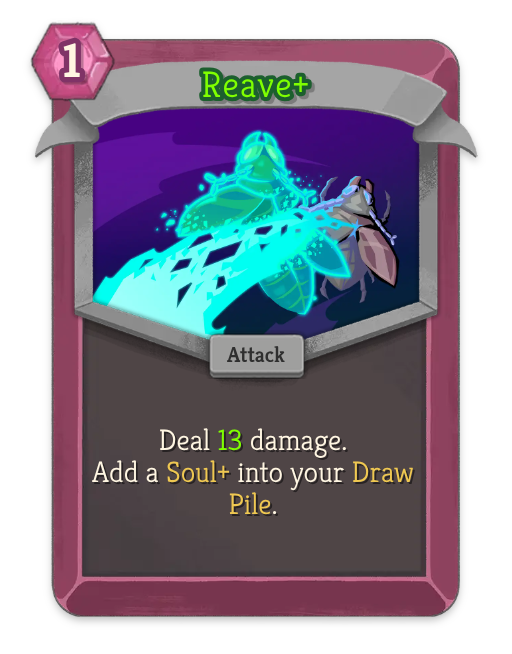 1
Reave+
Attack
Deal 13 damage.
Add a Soul+ into your Draw
Pile.